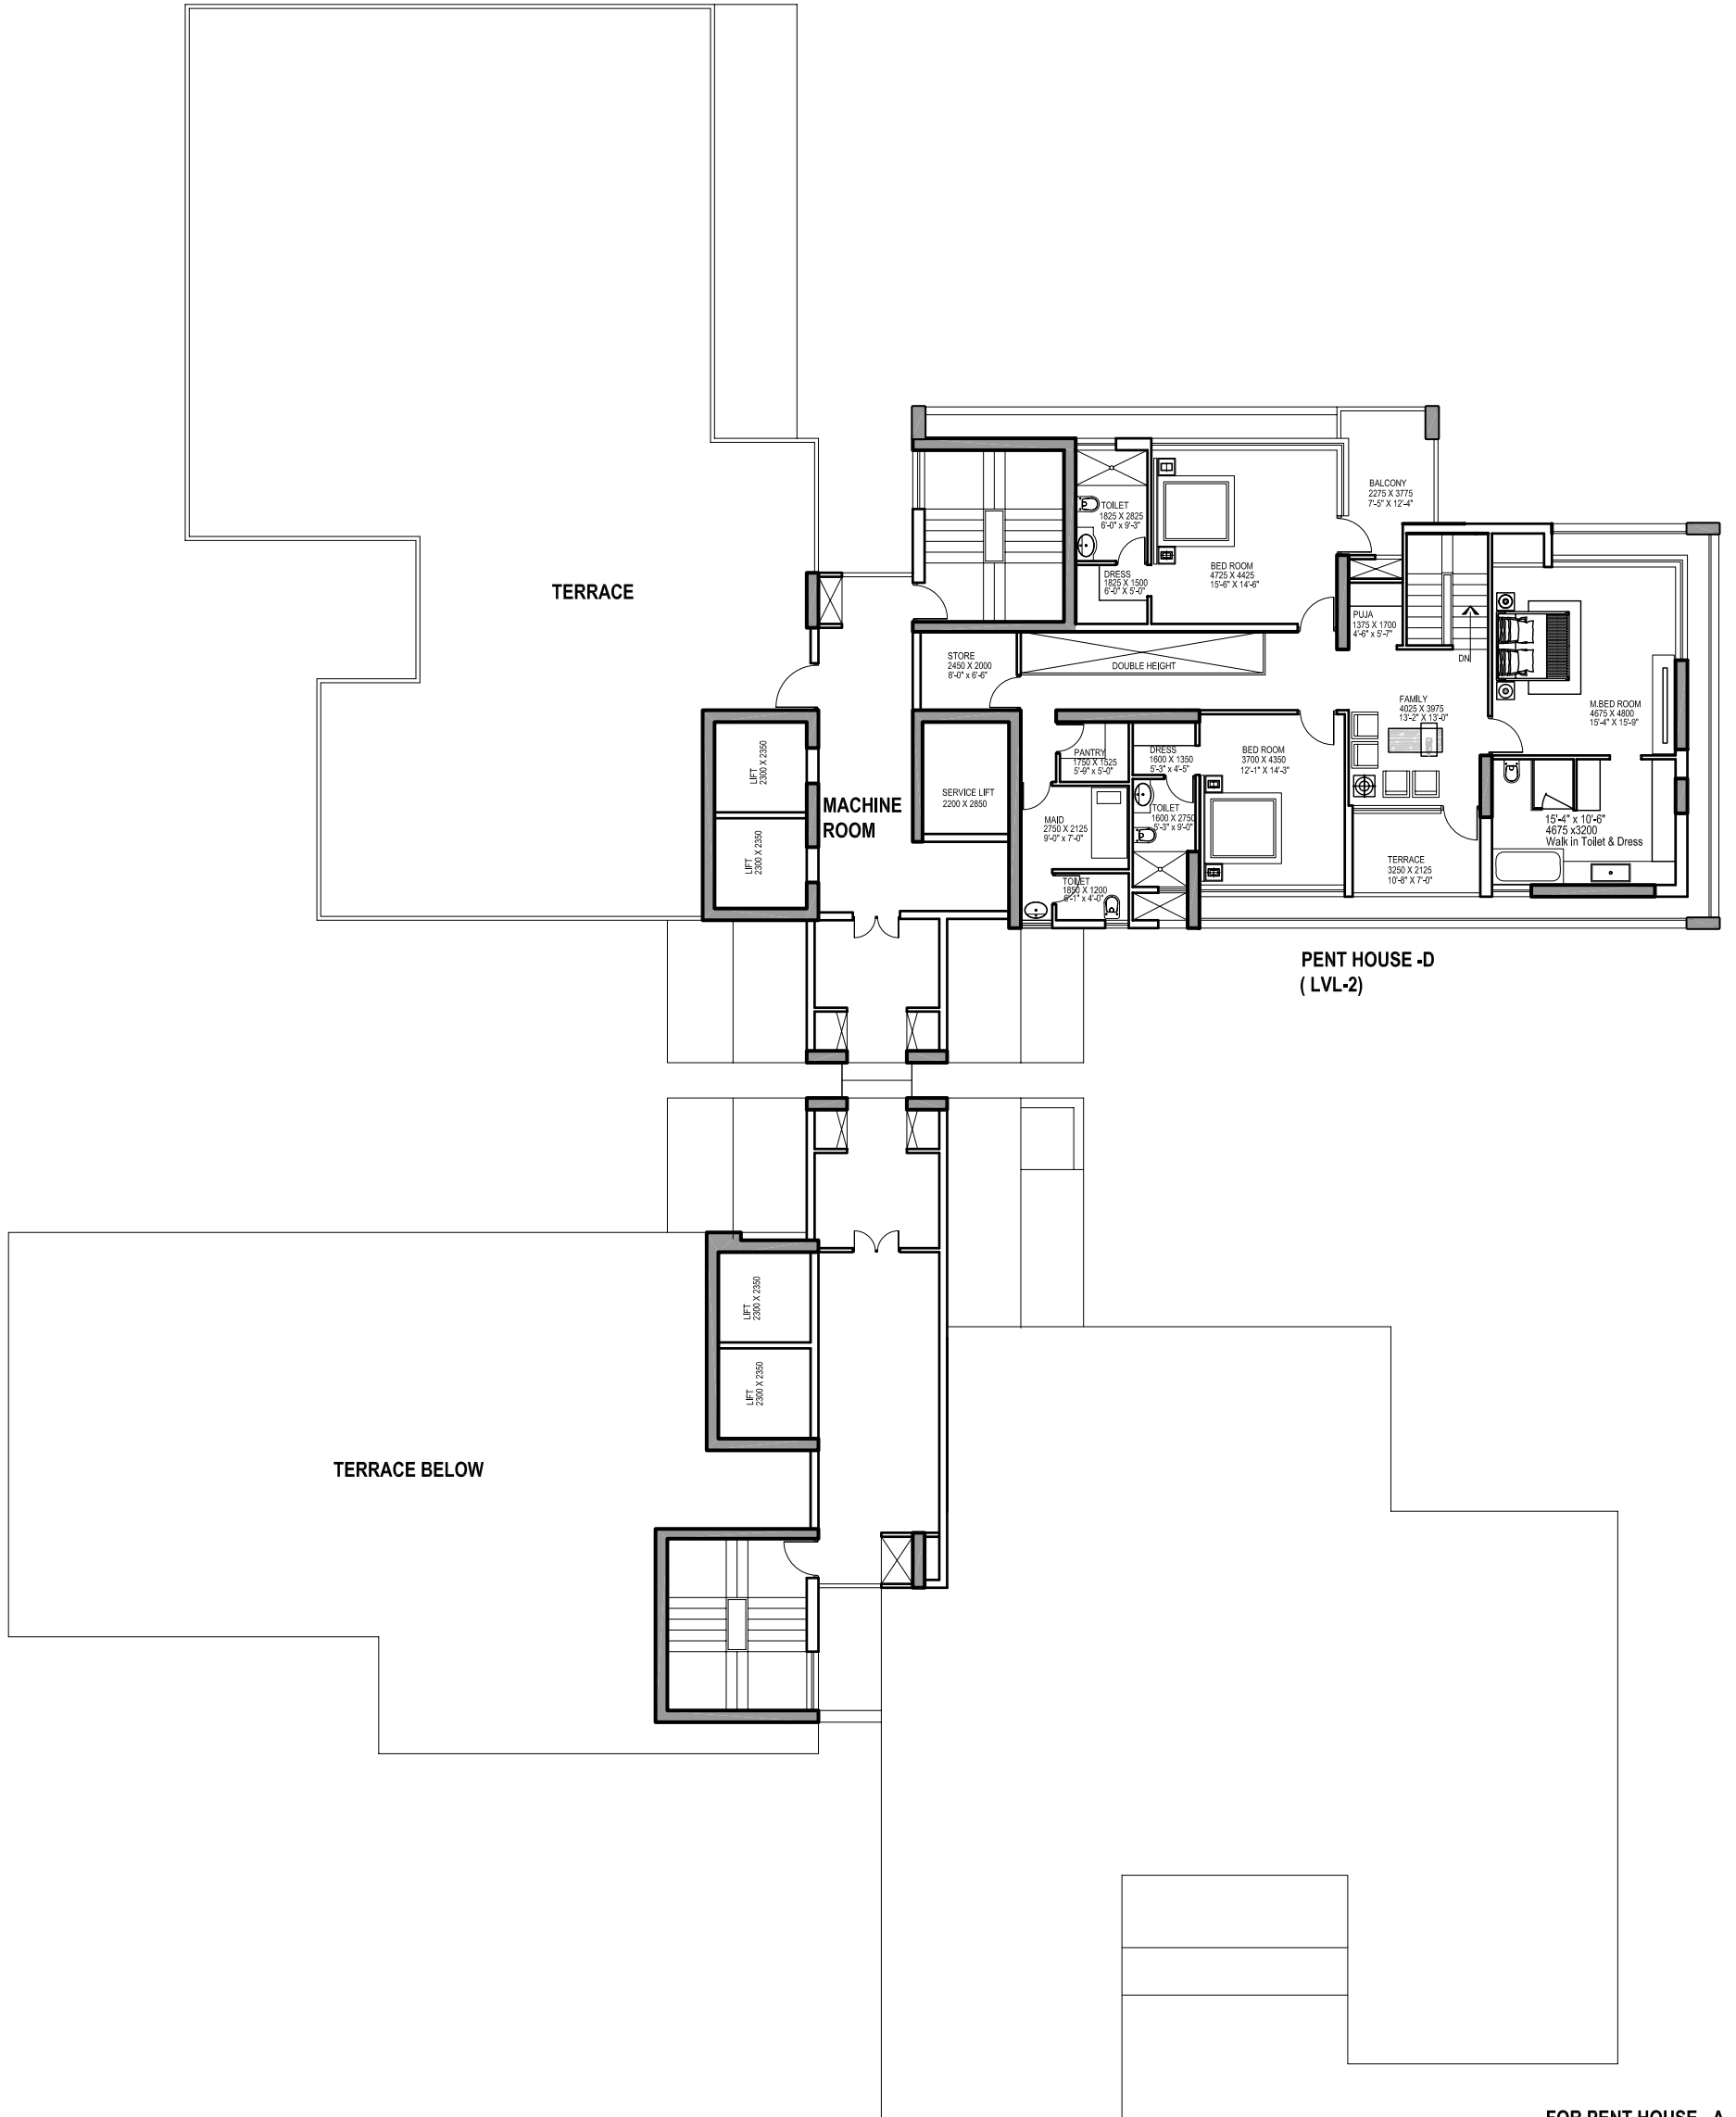 TERRACE
BALCONY
2275 X 3775
7'-5" X 12'-4"
TOILET
1825 X 2825
6'-0" x 9'-3"
DRESS
1825 X 1500
6'-0" X 5'-0"
BED ROOM
4725 X 4425
15'-6" X 14'-6"
PUJA
1375 X 1700
4'-6" x 5'-7"
DN
STORE
2450 X 2000
8'-0" x 6'-6"
DOUBLE HEIGHT
FAMILY
4025 X 3975
13'-2" X 13'-0"
M.BED ROOM
4675 X 4800
15'-4" X 15'-9"
LIFT
2300 X 2350
LIFT
2300 X 2350
MACHINE
ROOM
SERVICE LIFT
2200 X 2850
PANTRY
1750 X 1525
5'-9" x 5'-0"
DRESS
1600 X 1350
5'-3" x 4'-5"
BED ROOM
3700 X 4350
12'-1" X 14'-3"
MAID
2750 X 2125
9'-0" x 7'-0"
TOILET
1600 X 2750
5'-3" x 9'-0"
15'-4" x 10'-6"
4675 x3200
Walk in Toilet & Dress
TOILET
1850 X 1200
6'-1" x 4'-0"
TERRACE
3250 X 2125
10'-8" X 7'-0"
PENT HOUSE -D
( LVL-2)
LIFT
2300 X 2350
LIFT
2300 X 2350
TERRACE BELOW
FOR PENT HOUSE - A